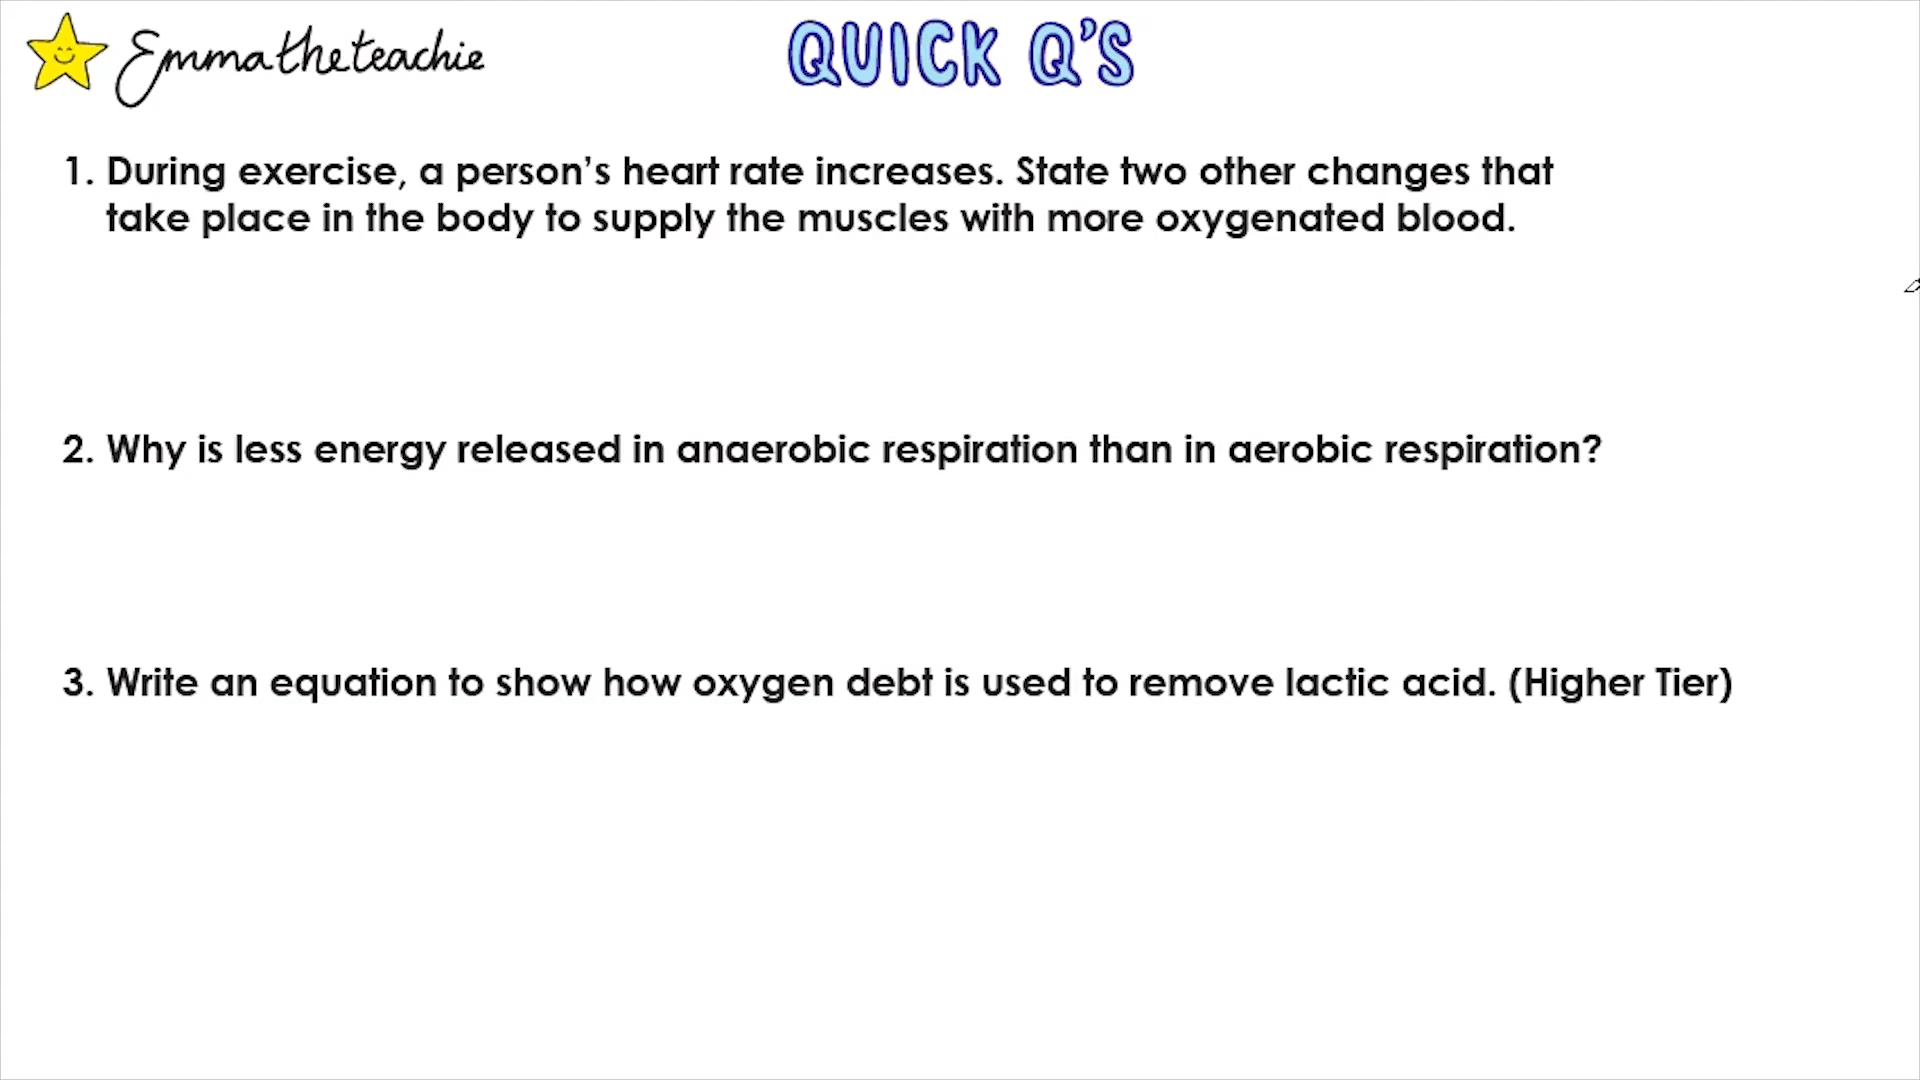 Emmatheteachie
QUICK Q'S
1. During exercise, a person's heart rate increases. State two other changes that
take place in the body to supply the muscles with more oxygenated blood.
2. Why is less energy released in anaerobic respiration than in aerobic respiration?
3. Write an equation to show how oxygen debt is used to remove lactic acid. (Higher Tier)